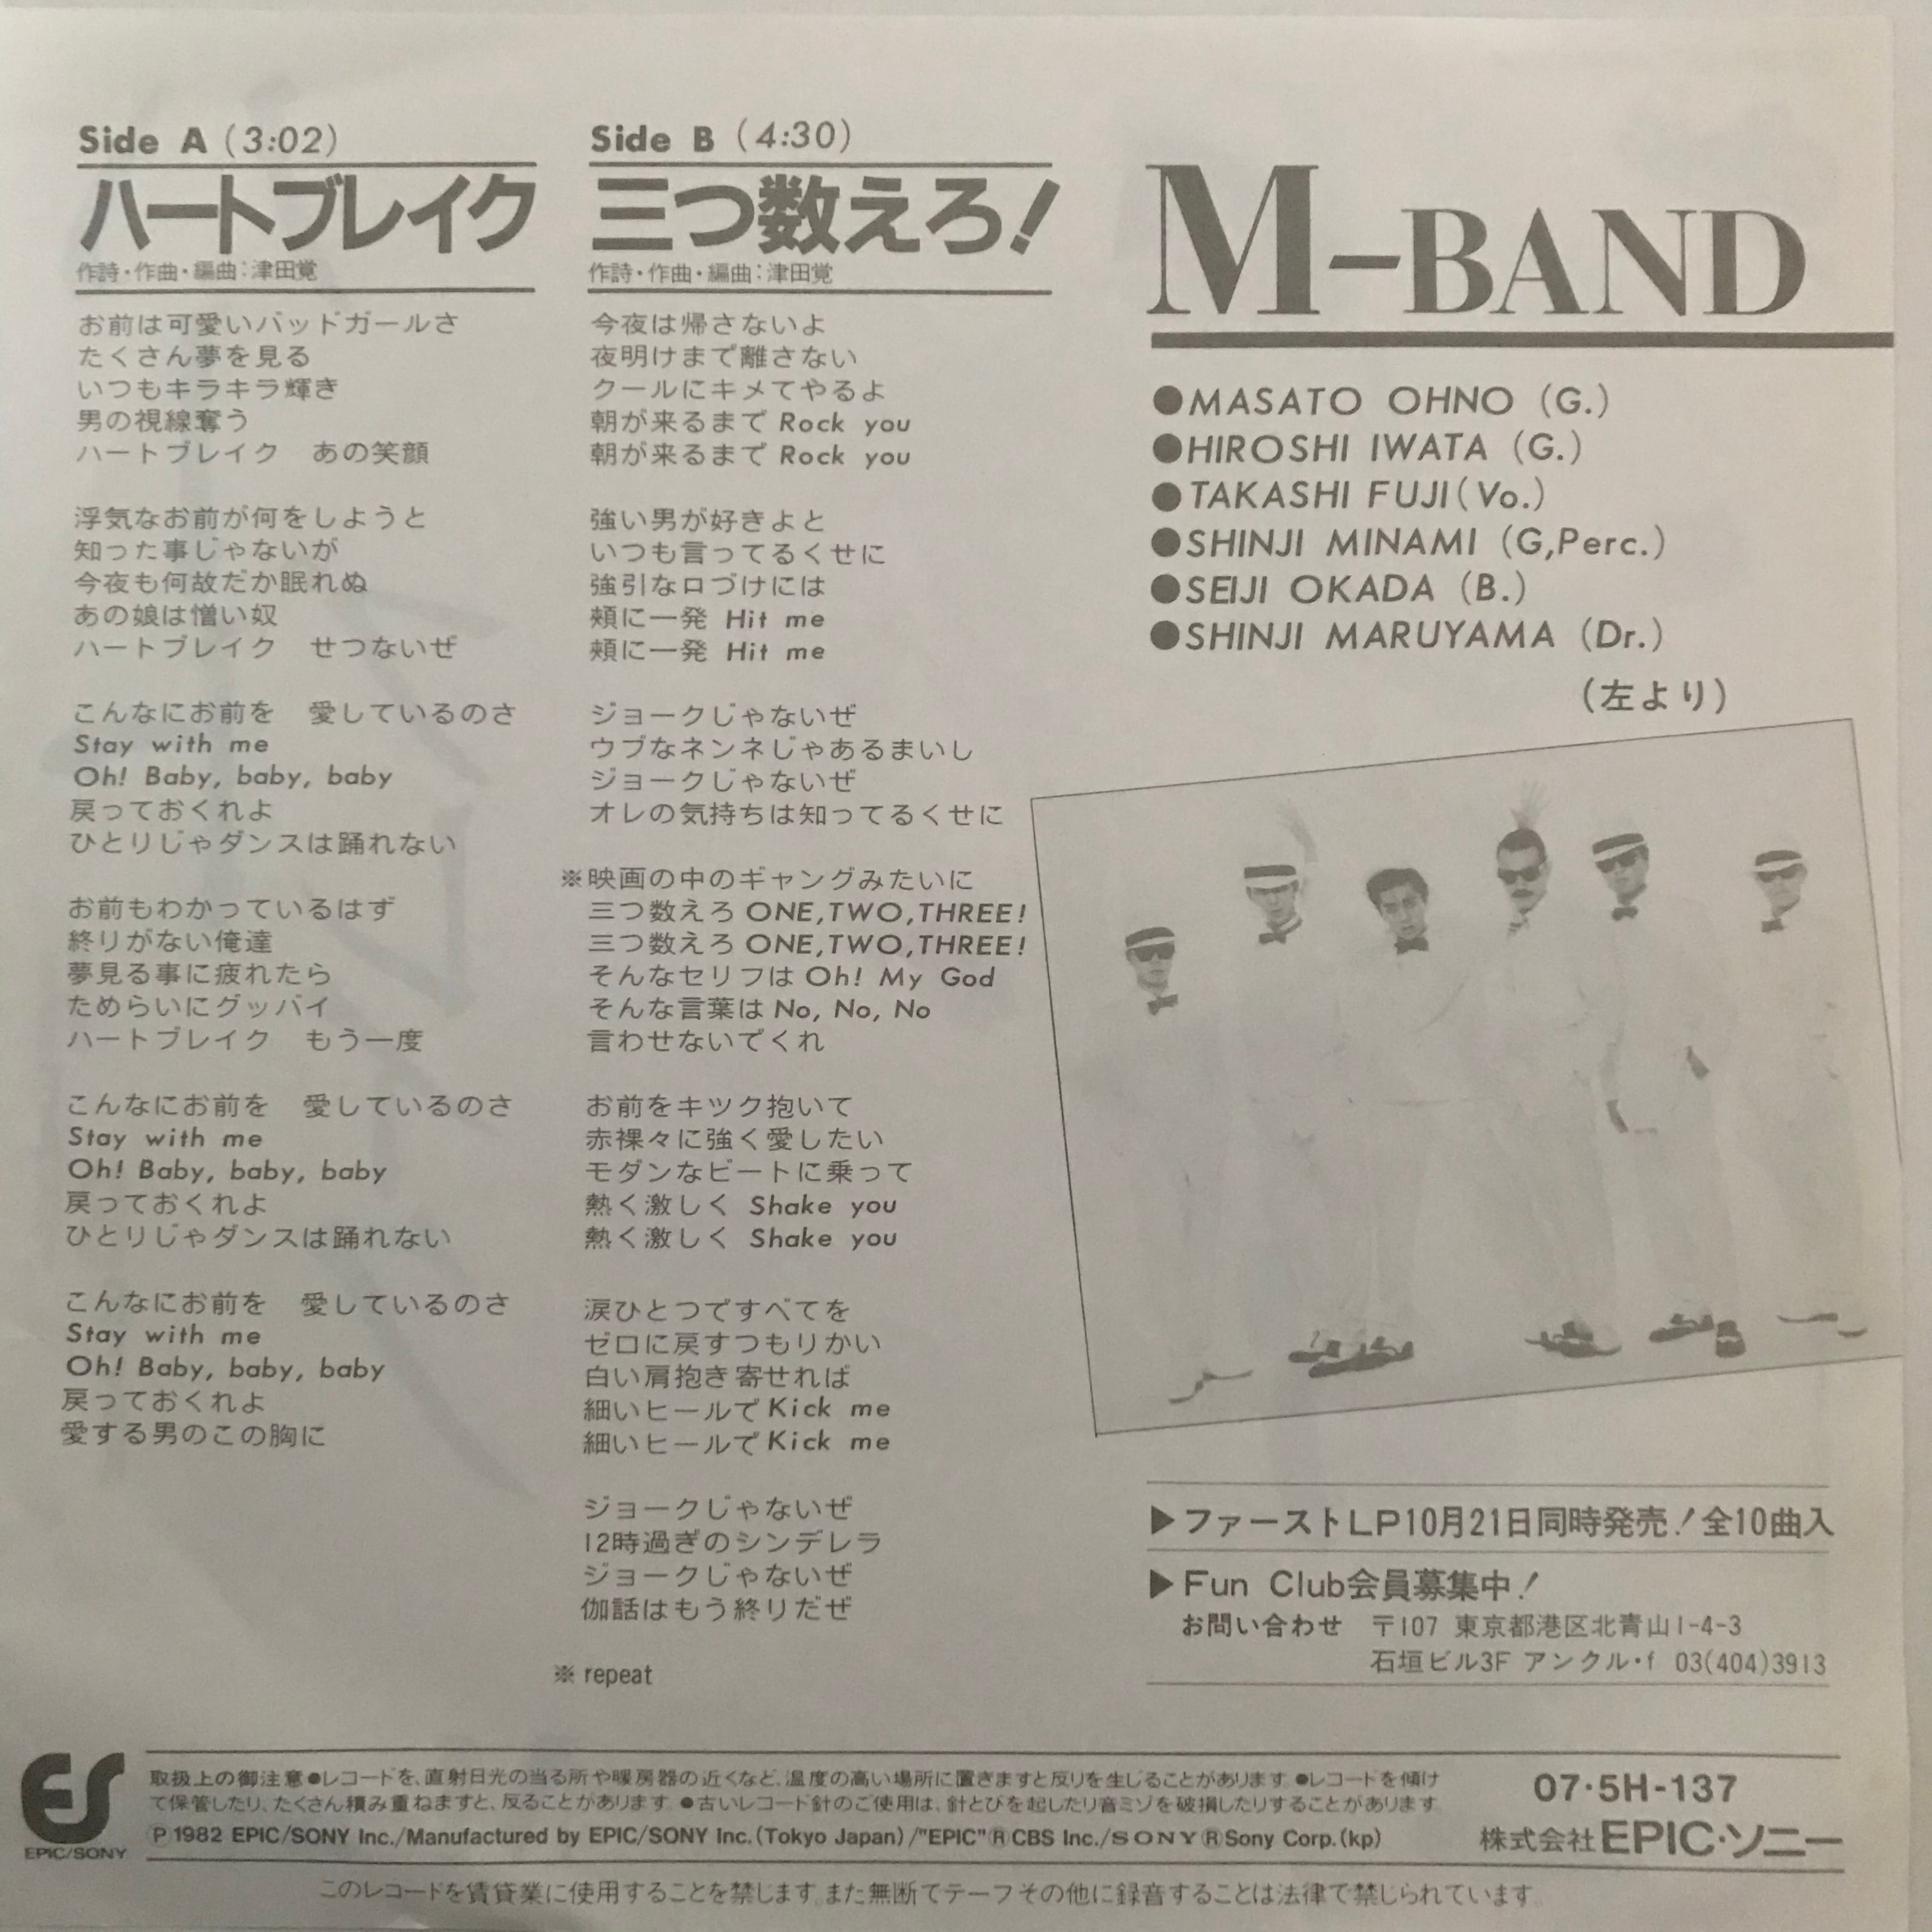 Side A (3:02)
ハートブレイク
作詩・作曲・編曲:津田覚
お前は可愛いバッドガールさ
たくさん夢を見る
いつもキラキラ輝き
男の視線奪う
ハートブレイク　あの笑顔
浮気なお前が何をしようと
知った事じゃないが
今夜も何故だか眠れぬ
あの娘は憎い奴
ハートブレイク　せつないぜ
こんなにお前を　愛しているのさ
Stay with me
Oh! Baby, baby, baby
戻っておくれよ
ひとりじゃダンスは踊れない
お前もわかっているはず
終りがない俺達
夢見る事に疲れたら
ためらいにグッバイ
ハートブレイク　もう一度
こんなにお前を　愛しているのさ
Stay with me
Oh! Baby, baby, baby
戻っておくれよ
ひとりじゃダンスは踊れない
こんなにお前を　愛しているのさ
Stay with me
Oh! Baby, baby, baby
戻っておくれよ
愛する男のこの胸に
Side B (4:30)
三つ数えろ!
作詩・作曲・編曲:津田覚
今夜は帰さないよ
夜明けまで離さない
クールにキメてやるよ
朝が来るまで Rock you
朝が来るまで Rock you
強い男が好きよと
いつも言ってるくせに
強引な口づけには
頬に一発 Hit me
頬に一発 Hit me
ジョークじゃないぜ
ウブなネンネじゃあるまいし
ジョークじゃないぜ
オレの気持ちは知ってるくせに
※映画の中のギャングみたいに
三つ数えろ ONE,TWO,THREE!
三つ数えろ ONE,TWO,THREE!
そんなセリフは Oh! My God
そんな言葉は No, No, No
言わせないでくれ
お前をキツク抱いて
赤裸々に強く愛したい
モダンなビートに乗って
熱く激しく Shake you
熱く激しく Shake you
涙ひとつですべてを
ゼロに戻すつもりかい
白い肩抱き寄せれば
細いヒールで Kick me
細いヒールで Kick me
ジョークじゃないぜ
12時過ぎのシンデレラ
ジョークじゃないぜ
伽話はもう終りだぜ
※ repeat
M-BAND
●MASATO OHNO (G.)
●HIROSHI IWATA (G.)
●TAKASHI FUJI (Vo.)
●SHINJI MINAMI (G,Perc.)
●SEIJI OKADA (B.)
●SHINJI MARUYAMA (Dr.)
(左より)
▶ファーストLP10月21日同時発売!全10曲入
▶Fun Club会員募集中!
お問い合わせ　〒107 東京都港区北青山1-4-3
石垣ビル3F アンクル・f 03(404)3913
EPIC/SONY
取扱上の御注意●レコードを、直射日光の当る所や暖房器の近くなど、温度の高い場所に置きますと反りを生じることがあります。●レコードを傾け
て保管したり、たくさん積み重ねますと、反ることがあります。●古いレコード針のご使用は、針とびを起したり音ミゾを破損したりすることがあります。
Ⓟ1982 EPIC/SONY Inc./Manufactured by EPIC/SONY Inc.(Tokyo Japan)/"EPIC"®CBS Inc./SONY®Sony Corp.(kp)
07・5H-137
株式会社EPIC・ソニー
このレコードを賃貸業に使用することを禁じます。また無断でテープその他に録音することは法律で禁じられています。